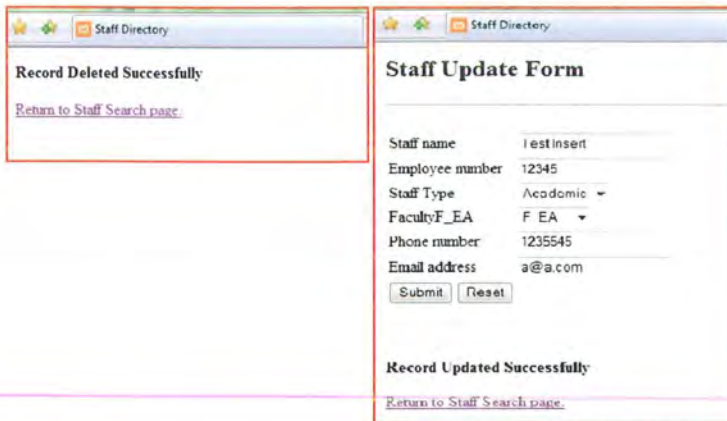 Staff Directory
Record Deleted Successfully
Return to Staff Search page.
Staff Directory
Staff Update Form
Staff name TestInsert
Employee number 12345
Staff Type Academic
FacultyF_EA F EA
Phone number 1235545
Email address a@a.com
Submit Reset
Record Updated Successfully
Return to Staff Search page.